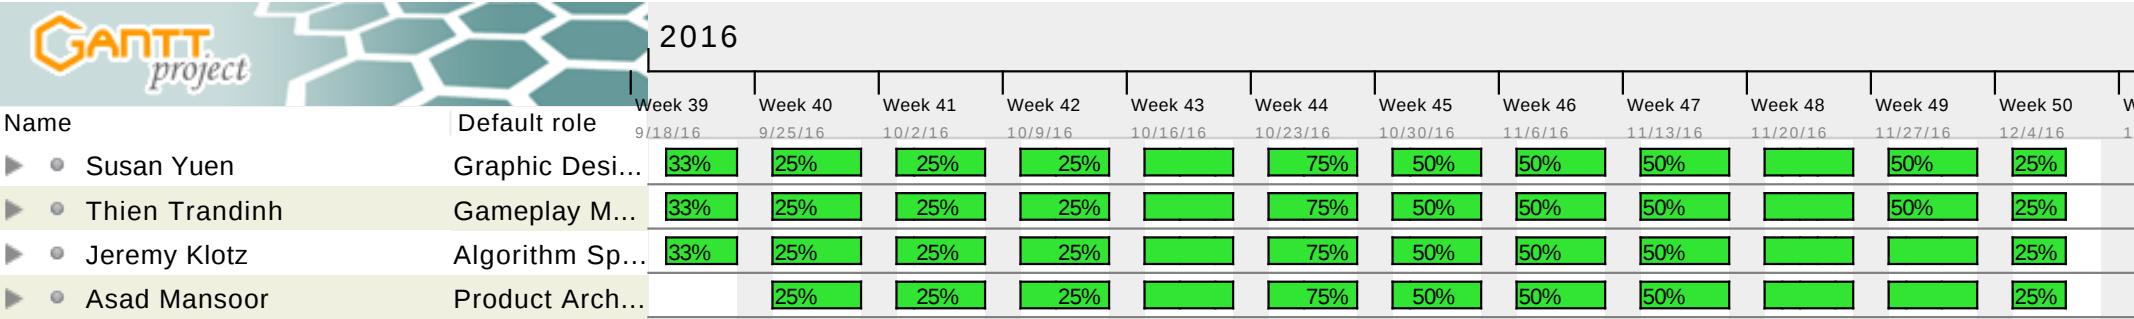 GANTT
project
2016
Week 39 Week 40 Week 41 Week 42 Week 43 Week 44 Week 45 Week 46 Week 47 Week 48 Week 49 Week 50 W
Name Default role 9/18/16 9/25/16 10/2/16 10/9/16 10/16/16 10/23/16 10/30/16 11/6/16 11/13/16 11/20/16 11/27/16 12/4/16 1
Susan Yuen Graphic Desi... 33% 25% 25% 25% 75% 50% 50% 50% 50% 25%
Thien Trandinh Gameplay M... 33% 25% 25% 25% 75% 50% 50% 50% 50% 25%
Jeremy Klotz Algorithm Sp... 33% 25% 25% 25% 75% 50% 50% 50% 25%
Asad Mansoor Product Arch... 25% 25% 25% 75% 50% 50% 50% 25%